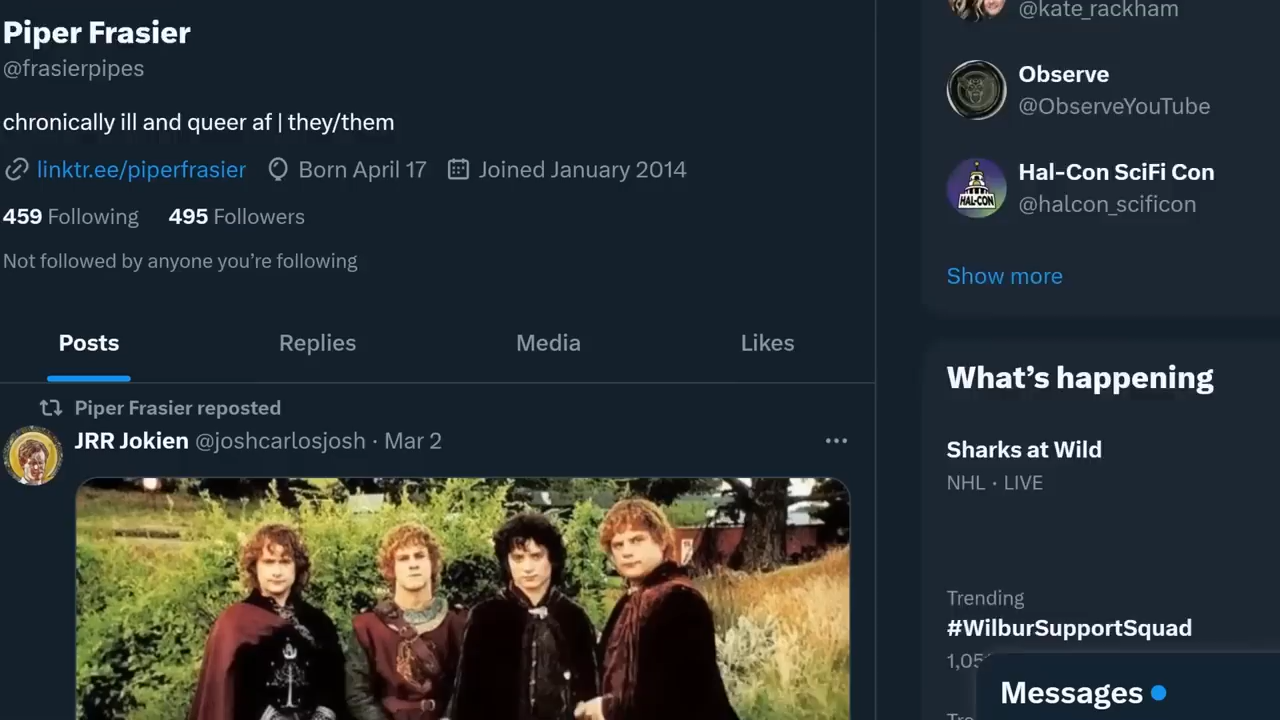 Piper Frasier
@frasierpipes
chronically ill and queer af | they/them
linktr.ee/piperfrasier Born April 17 Joined January 2014
459 Following 495 Followers
Not followed by anyone you’re following
Posts Replies Media Likes
Piper Frasier reposted
JRR Jokien @joshcarlosjosh · Mar 2
@kate_rackham
Observe
@ObserveYouTube
HAL-CON
Hal-Con SciFi Con
@halcon_scificon
Show more
What’s happening
Sharks at Wild
NHL · LIVE
Trending
#WilburSupportSquad
Messages